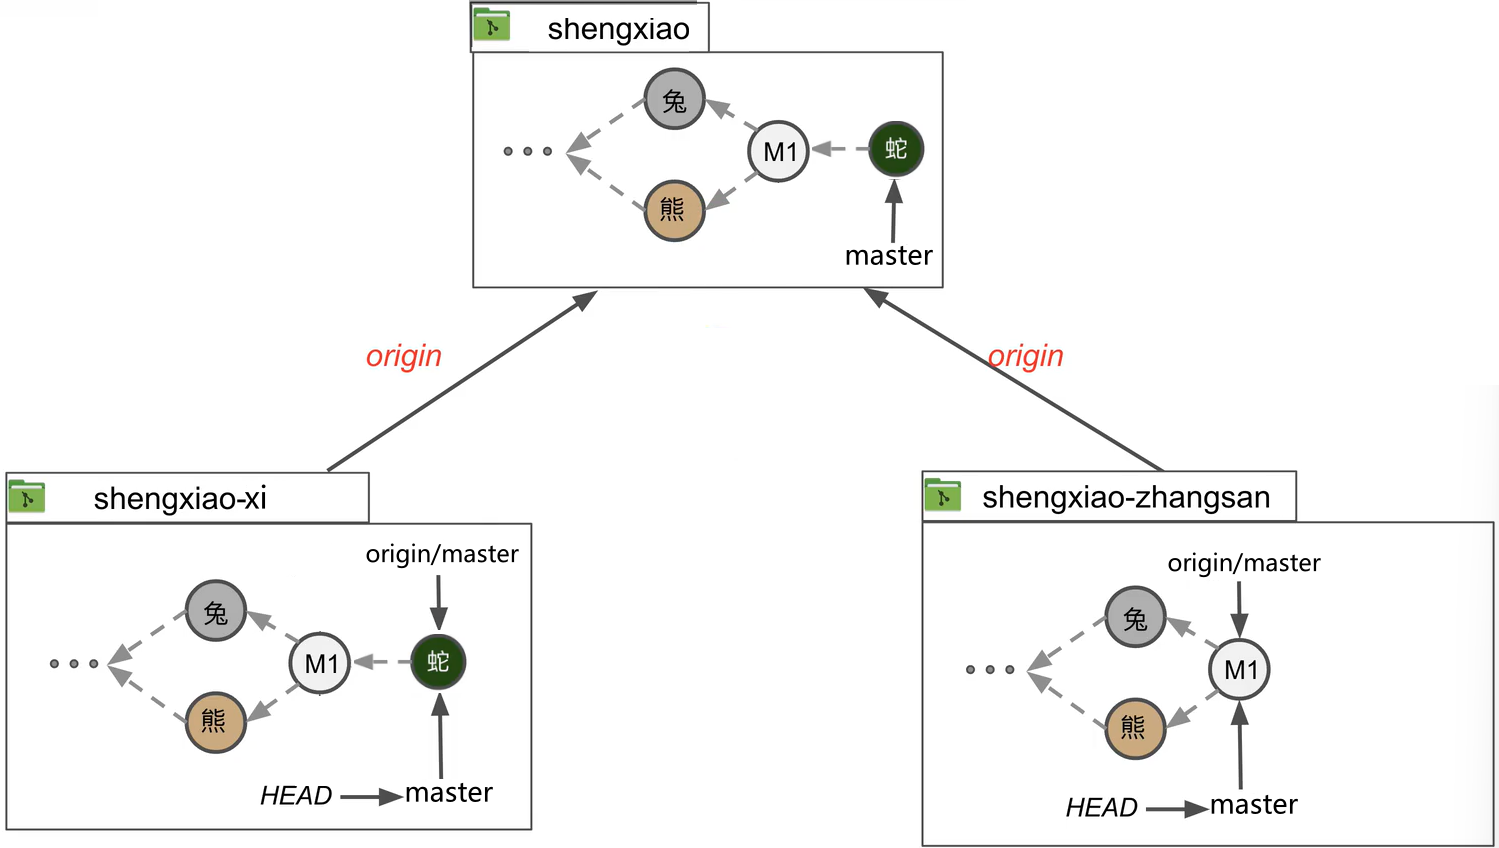 shengxiao
兔
M1
蛇
熊
master
origin
origin
shengxiao-xi
origin/master
兔
M1
蛇
熊
HEAD
master
shengxiao-zhangsan
origin/master
兔
M1
熊
HEAD
master